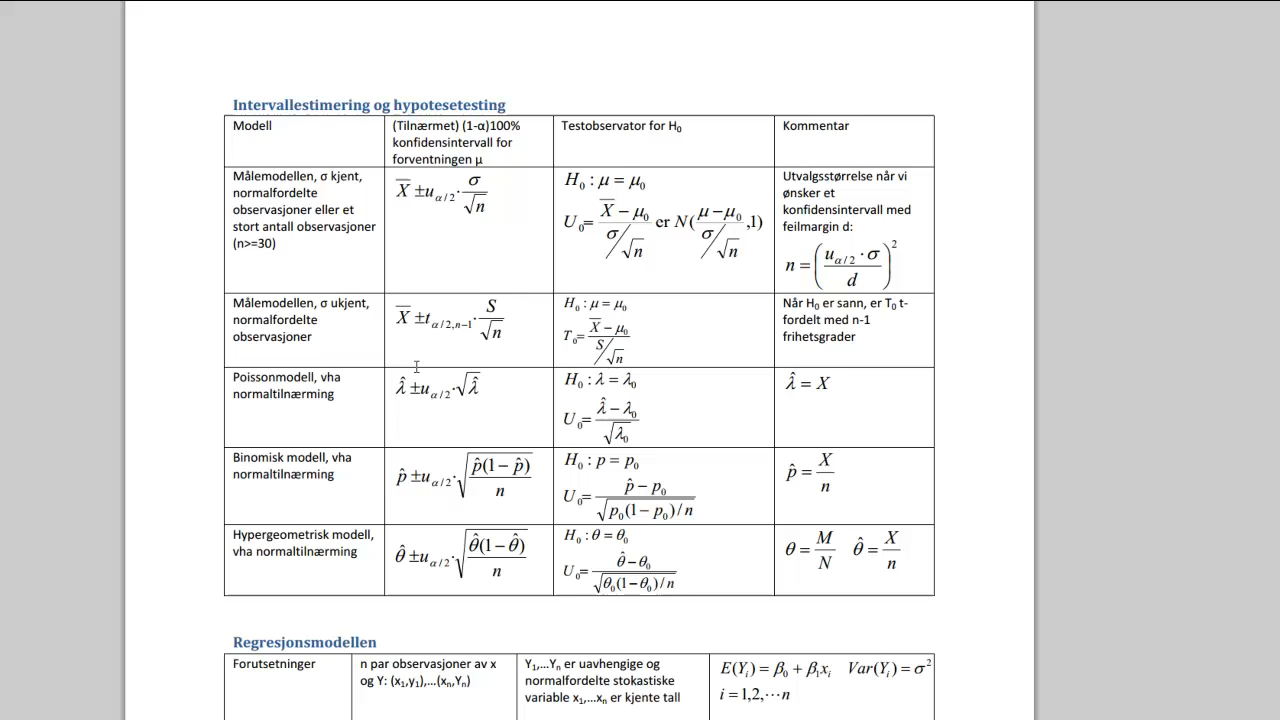 Intervallestimering og hypotesetesting
Modell
(Tilnærmet) (1-α)100%
konfidensintervall for
forventningen μ
Testobservator for H₀
Kommentar
Målemodellen, σ kjent,
normalfordelte
observasjoner eller et
stort antall observasjoner
(n>=30)
X̅ ±u_{α/2}·σ/√n
H₀ : μ = μ₀
U₀= (X̅ − μ₀)/(σ/√n) er N((μ−μ₀)/(σ/√n),1)
Utvalgsstørrelse når vi
ønsker et
konfidensintervall med
feilmargin d:
n = (u_{α/2}·σ/d)²
Målemodellen, σ ukjent,
normalfordelte
observasjoner
X̅ ±t_{α/2,n−1}·S/√n
H₀ : μ = μ₀
T₀= (X̅ − μ₀)/(S/√n)
Når H₀ er sann, er T₀ t-
fordelt med n-1
frihetsgrader
Poissonmodell, vha
normaltilnærming
λ̂ ±u_{α/2}·√λ̂
H₀ : λ = λ₀
U₀= (λ̂ − λ₀)/√λ₀
λ̂ = X
Binomisk modell, vha
normaltilnærming
p̂ ±u_{α/2}·√(p̂(1− p̂)/n)
H₀ : p = p₀
U₀= (p̂ − p₀)/√(p₀(1− p₀)/n)
p̂ = X/n
Hypergeometrisk modell,
vha normaltilnærming
θ̂ ±u_{α/2}·√(θ̂(1−θ̂)/n)
H₀ : θ = θ₀
U₀= (θ̂ −θ₀)/√(θ₀(1−θ₀)/n)
θ = M/N θ̂ = X/n
Regresjonsmodellen
Forutsetninger
n par observasjoner av x
og Y: (x₁,y₁),…(xₙ,Yₙ)
Y₁,…Yₙ er uavhengige og
normalfordelte stokastiske
variable x₁,…xₙ er kjente tall
E(Yᵢ) = β₀ + β₁xᵢ Var(Yᵢ) = σ²
i = 1,2,⋯n